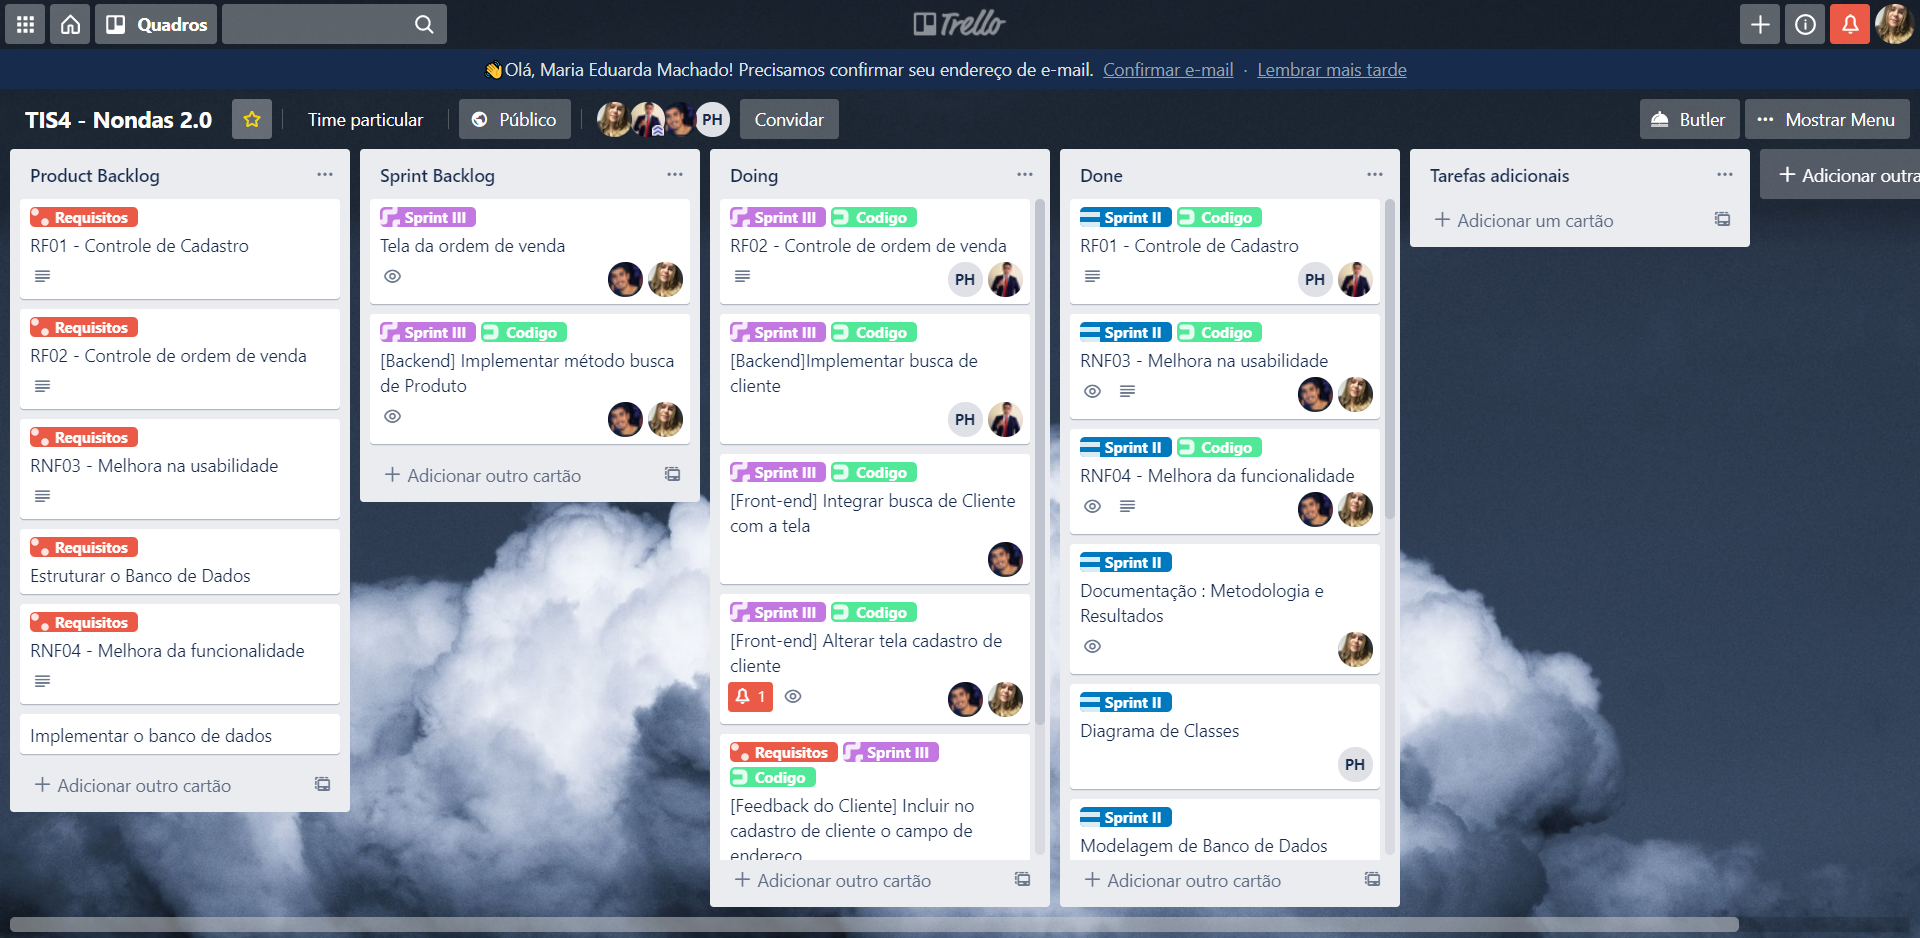 Quadros
Trello
Olá, Maria Eduarda Machado! Precisamos confirmar seu endereço de e-mail. Confirmar e-mail · Lembrar mais tarde
TIS4 - Nondas 2.0
Time particular
Público
PH
Convidar
Butler
Mostrar Menu
Product Backlog
Requisitos
RF01 - Controle de Cadastro
Requisitos
RF02 - Controle de ordem de venda
Requisitos
RNF03 - Melhora na usabilidade
Requisitos
Estruturar o Banco de Dados
Requisitos
RNF04 - Melhora da funcionalidade
Implementar o banco de dados
+ Adicionar outro cartão
Sprint Backlog
Sprint III
Tela da ordem de venda
Sprint III Codigo
[Backend] Implementar método busca
de Produto
+ Adicionar outro cartão
Doing
Sprint III Codigo
RF02 - Controle de ordem de venda
PH
Sprint III Codigo
[Backend]Implementar busca de
cliente
PH
Sprint III Codigo
[Front-end] Integrar busca de Cliente
com a tela
Sprint III Codigo
[Front-end] Alterar tela cadastro de
cliente
1
Requisitos Sprint III
Codigo
[Feedback do Cliente] Incluir no
cadastro de cliente o campo de
endereço
+ Adicionar outro cartão
Done
Sprint II Codigo
RF01 - Controle de Cadastro
PH
Sprint II Codigo
RNF03 - Melhora na usabilidade
Sprint II Codigo
RNF04 - Melhora da funcionalidade
Sprint II
Documentação : Metodologia e
Resultados
Sprint II
Diagrama de Classes
PH
Sprint II
Modelagem de Banco de Dados
+ Adicionar outro cartão
Tarefas adicionais
+ Adicionar um cartão
+ Adicionar outra